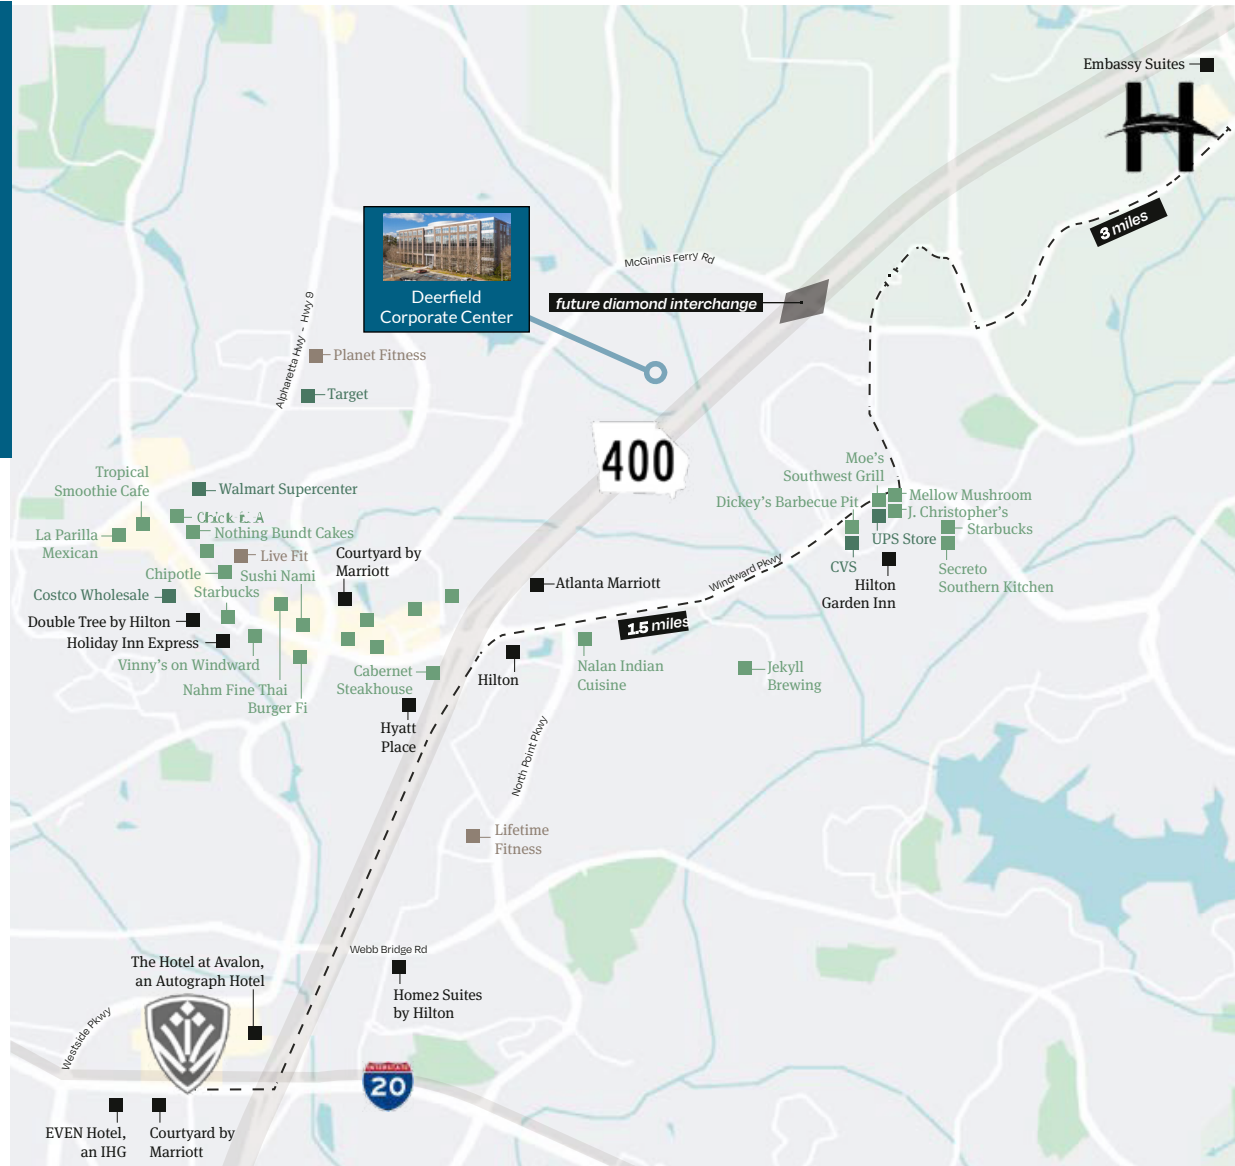 Embassy Suites
H
3 miles
McGinnis Ferry Rd
Deerfield
Corporate Center
future diamond interchange
Alpharetta Hwy - Hwy 9
Planet Fitness
Target
400
Tropical
Smoothie Cafe
Walmart Supercenter
Nothing Bundt Cakes
La Parilla
Mexican
Live Fit
Courtyard by
Marriott
Chipotle
Sushi Nami
Starbucks
Costco Wholesale
Double Tree by Hilton
Holiday Inn Express
Vinny's on Windward
Nahm Fine Thai
Burger Fi
Cabernet
Steakhouse
Hyatt
Place
Atlanta Marriott
Hilton
1.5 miles
Windward Pkwy
Nalan Indian
Cuisine
Jekyll
Brewing
Moe's
Southwest Grill
Dickey's Barbecue Pit
Mellow Mushroom
J. Christopher's
Starbucks
UPS Store
CVS
Hilton
Garden Inn
Secreto
Southern Kitchen
North Point Pkwy
Lifetime
Fitness
Webb Bridge Rd
Home2 Suites
by Hilton
The Hotel at Avalon,
an Autograph Hotel
Westside Pkwy
INTERSTATE
20
EVEN Hotel,
an IHG
Courtyard by
Marriott